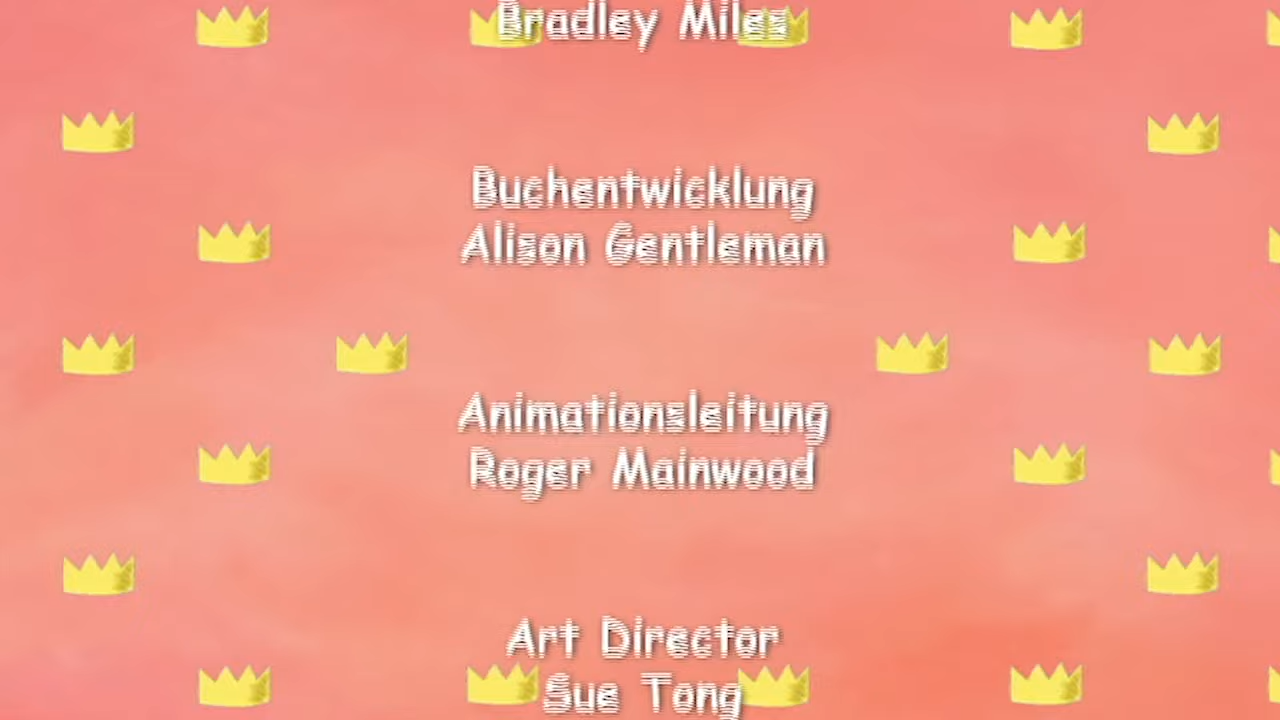 Bradley Miles
Buchentwicklung
Alison Gentleman
Animationsleitung
Roger Mainwood
Art Director
Sue Tong